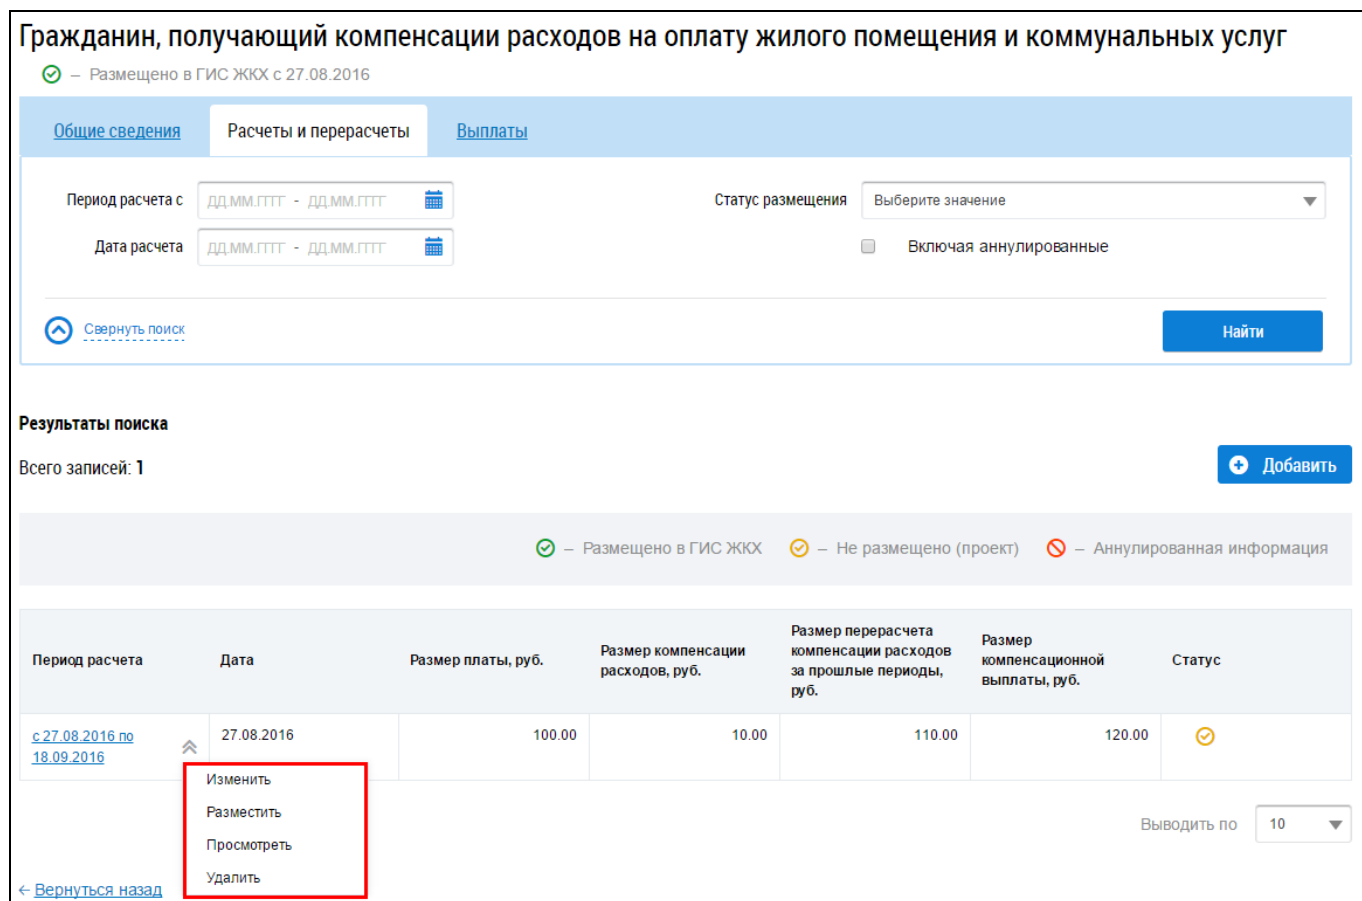 Гражданин, получающий компенсации расходов на оплату жилого помещения и коммунальных услуг
– Размещено в ГИС ЖКХ с 27.08.2016
Общие сведения Расчеты и перерасчеты Выплаты
Период расчета с ДД.ММ.ГГГГ - ДД.ММ.ГГГГ Статус размещения Выберите значение
Дата расчета ДД.ММ.ГГГГ - ДД.ММ.ГГГГ Включая аннулированные
Свернуть поиск Найти
Результаты поиска
Всего записей: 1 Добавить
– Размещено в ГИС ЖКХ – Не размещено (проект) – Аннулированная информация
Период расчета
Дата
Размер платы, руб.
Размер компенсации
расходов, руб.
Размер перерасчета
компенсации расходов
за прошлые периоды,
руб.
Размер
компенсационной
выплаты, руб.
Статус
с 27.08.2016 по
18.09.2016
27.08.2016
100.00
10.00
110.00
120.00
Изменить
Разместить
Просмотреть
Удалить
Выводить по 10
← Вернуться назад